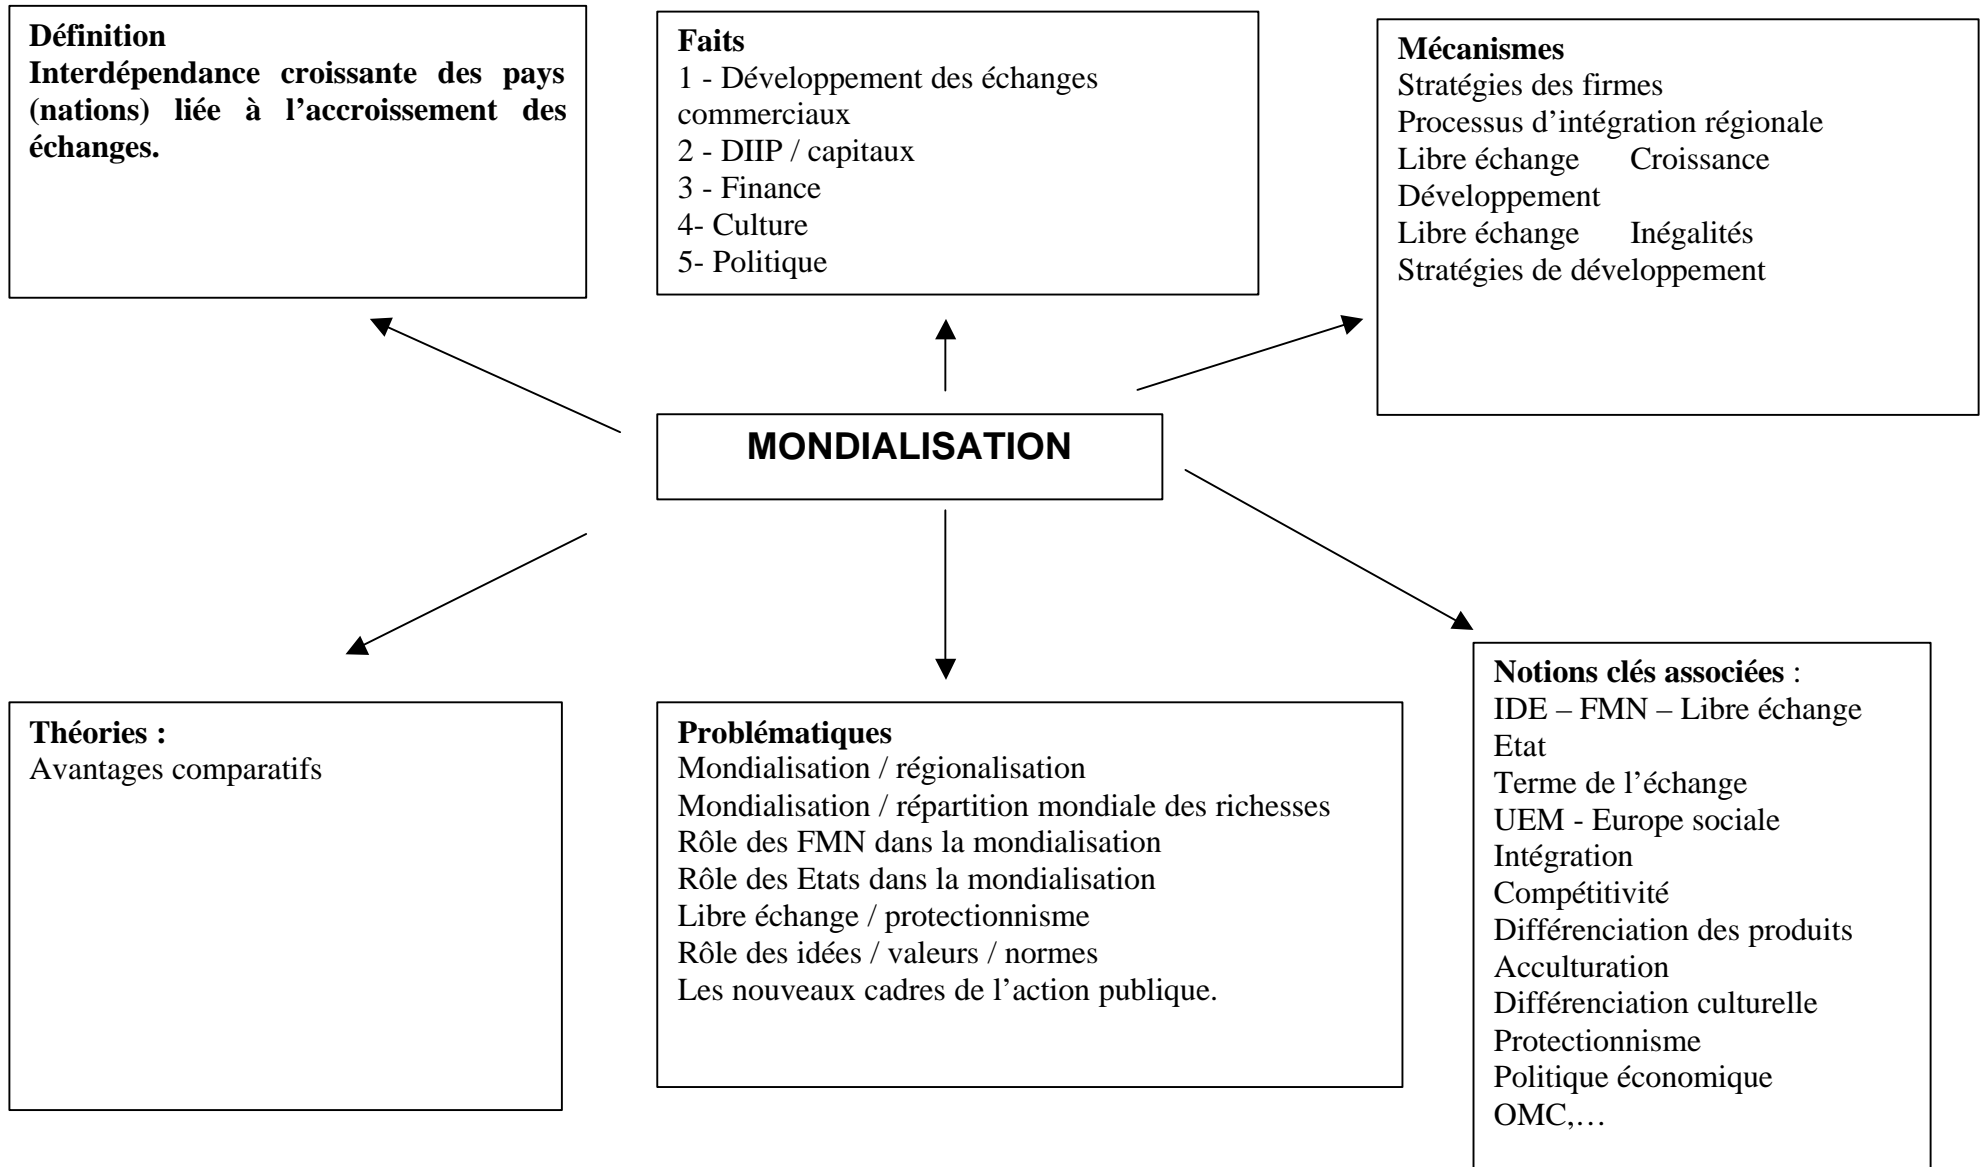 Définition
Interdépendance croissante des pays
(nations) liée à l’accroissement des
échanges.
Faits
1 - Développement des échanges
commerciaux
2 - DIIP / capitaux
3 - Finance
4- Culture
5- Politique
Mécanismes
Stratégies des firmes
Processus d’intégration régionale
Libre échange Croissance
Développement
Libre échange Inégalités
Stratégies de développement
MONDIALISATION
Théories :
Avantages comparatifs
Problématiques
Mondialisation / régionalisation
Mondialisation / répartition mondiale des richesses
Rôle des FMN dans la mondialisation
Rôle des Etats dans la mondialisation
Libre échange / protectionnisme
Rôle des idées / valeurs / normes
Les nouveaux cadres de l’action publique.
Notions clés associées :
IDE – FMN – Libre échange
Etat
Terme de l’échange
UEM - Europe sociale
Intégration
Compétitivité
Différenciation des produits
Acculturation
Différenciation culturelle
Protectionnisme
Politique économique
OMC,…